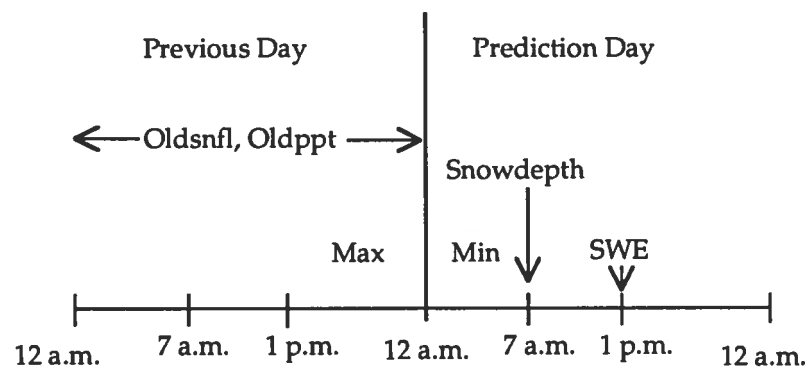 Previous Day
Prediction Day
Oldsnfl, Oldppt
Snowdepth
Max
Min
SWE
12 a.m.
7 a.m.
1 p.m.
12 a.m.
7 a.m.
1 p.m.
12 a.m.